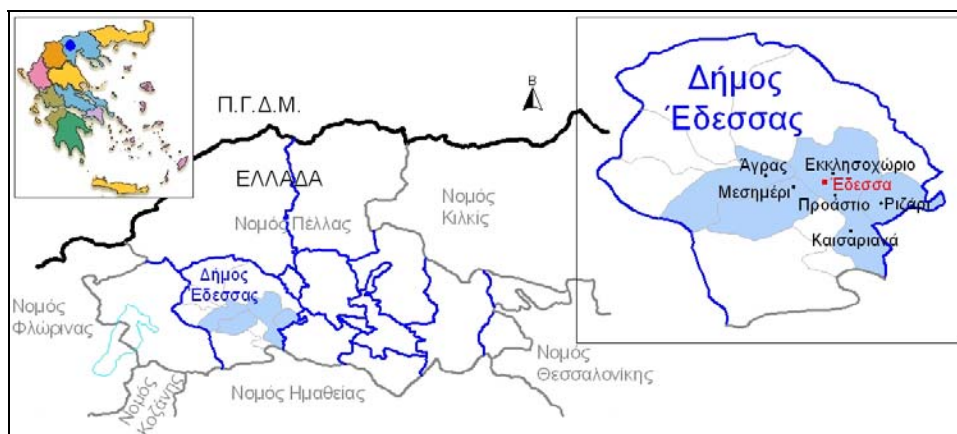 Π.Γ.Δ.Μ.
Β
ΕΛΛΑΔΑ
Νομός Πέλλας
Νομός
Κιλκίς
Δήμος
Έδεσσας
Νομός
Φλώρινας
Νομός
Κοζάνης
Νομός Ημαθείας
Νομός
Θεσσαλονίκης
Δήμος
Έδεσσας
Άγρας
Εκκλησοχώριο
Έδεσσα
Μεσημέρι
Προάστιο
Ριζάρι
Καισαριανά